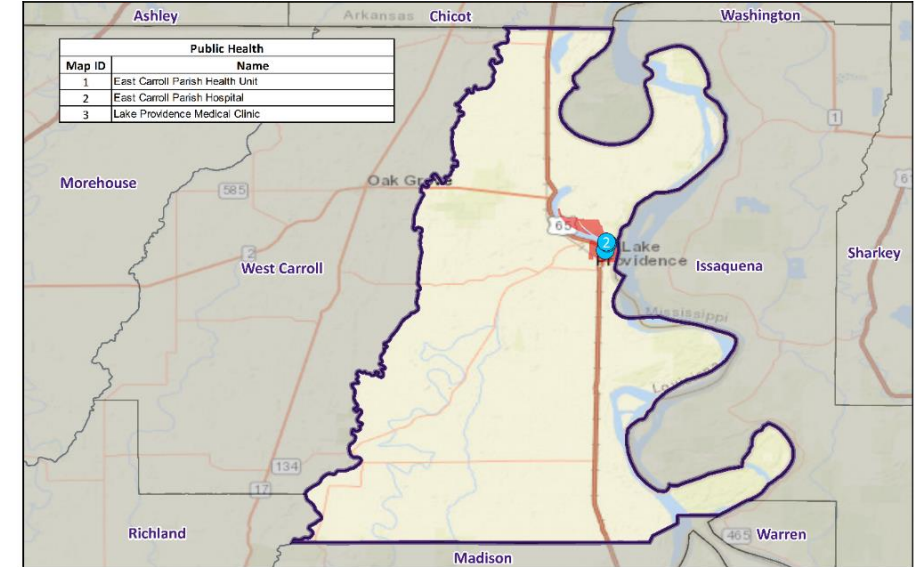 Ashley
Arkansas
Chicot
Washington
Public Health
Map ID Name
1 East Carroll Parish Health Unit
2 East Carroll Parish Hospital
3 Lake Providence Medical Clinic
1
Morehouse
585
Oak Grove
65
2
Lake
Providence
2
West Carroll
Issaquena
Sharkey
Mississippi
134
17
Richland
465
Warren
Madison